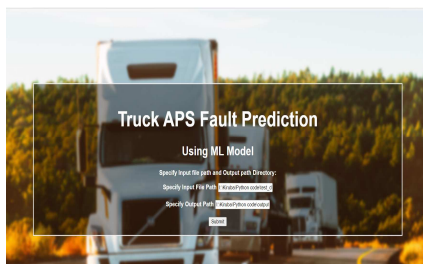 Truck APS Fault Prediction
Using ML Model
Specify Input file path and Output path Directory:
Specify Input File Path
Specify Output Path
Submit